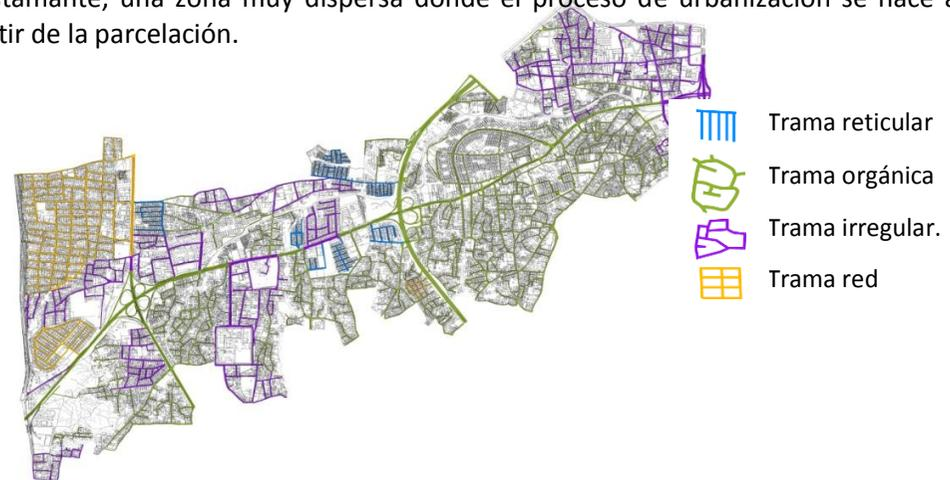 una zona muy dispersa donde el proceso de urbanización se hace a
tir de la parcelación.
Trama reticular
Trama orgánica
Trama irregular.
Trama red